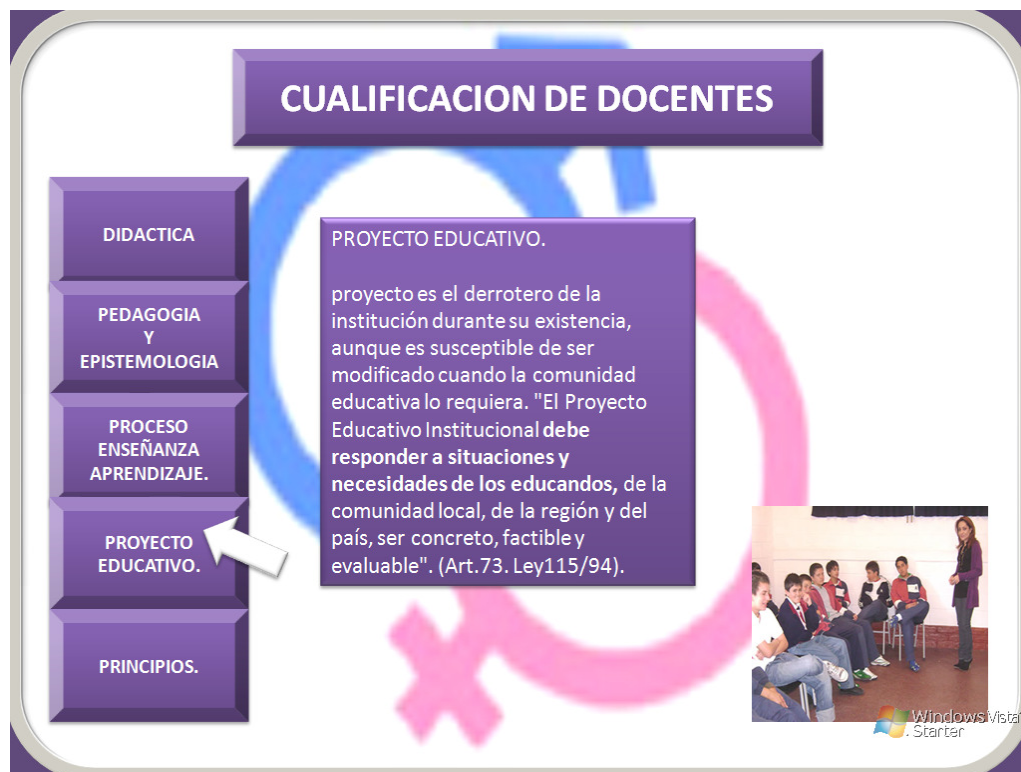 CUALIFICACION DE DOCENTES
DIDACTICA
PEDAGOGIA
Y
EPISTEMOLOGIA
PROCESO
ENSEÑANZA
APRENDIZAJE.
PROYECTO
EDUCATIVO.
PRINCIPIOS.
PROYECTO EDUCATIVO.
proyecto es el derrotero de la
institución durante su existencia,
aunque es susceptible de ser
modificado cuando la comunidad
educativa lo requiera. "El Proyecto
Educativo Institucional debe
responder a situaciones y
necesidades de los educandos, de la
comunidad local, de la región y del
país, ser concreto, factible y
evaluable". (Art.73. Ley115/94).
Windows Vista
Starter